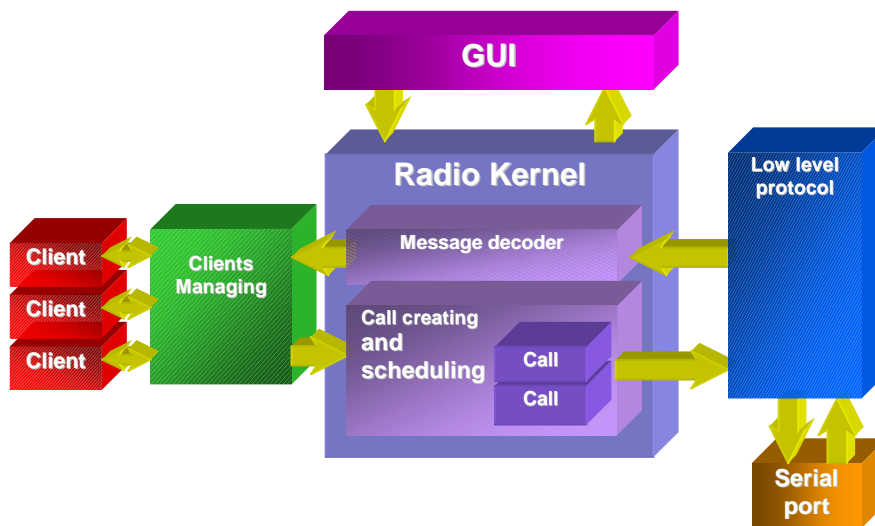 GUI
Radio Kernel
Low level
protocol
Message decoder
Client
Clients
Managing
Client
Call creating
and
scheduling
Client
Call
Call
Serial
port